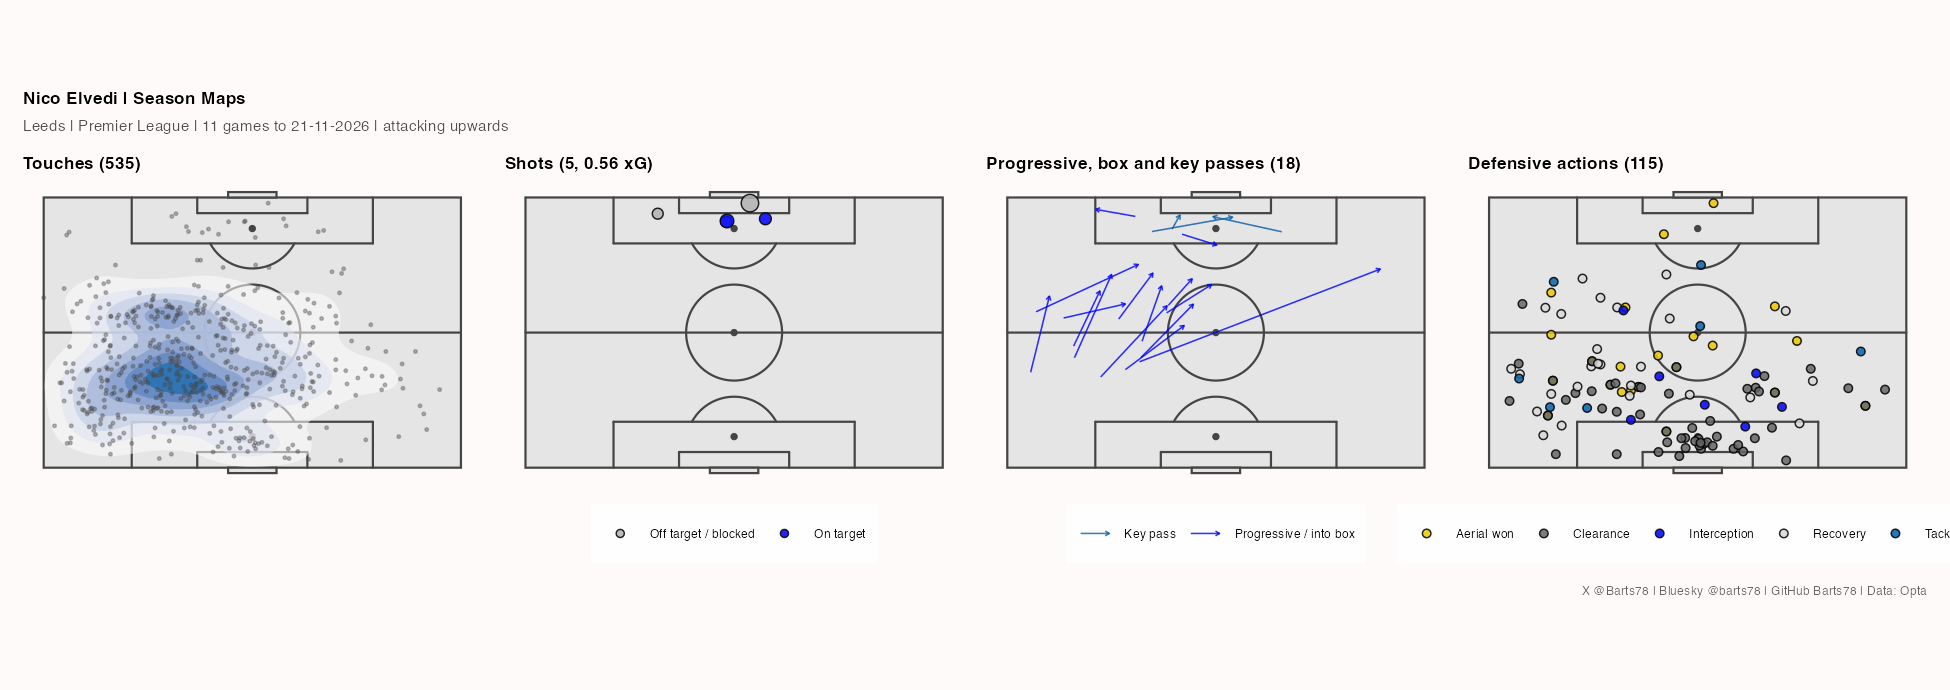 Nico Elvedi | Season Maps
Leeds | Premier League | 11 games to 21-11-2026 | attacking upwards
Touches (535)
Shots (5, 0.56 xG)
Progressive, box and key passes (18)
Defensive actions (115)
Off target / blocked
On target
Key pass
Progressive / into box
Aerial won
Clearance
Interception
Recovery
Tack
X @Barts78 | Bluesky @barts78 | GitHub Barts78 | Data: Opta